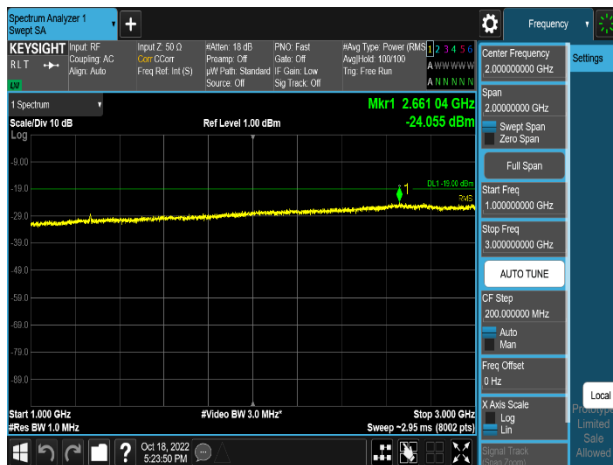 Spectrum Analyzer 1
Swept SA
+
Frequency
KEYSIGHT
RLT
LXI
Input: RF
Coupling: AC
Align: Auto
Input Z: 50 Ω
Corr CCorr
Freq Ref: Int (S)
#Atten: 18 dB
Preamp: Off
µW Path: Standard
Source: Off
PNO: Fast
Gate: Off
IF Gain: Low
Sig Track: Off
#Avg Type: Power (RMS)
Avg|Hold: 100/100
Trig: Free Run
1 2 3 4 5 6
A W W W W W
A N N N N N
1 Spectrum
Scale/Div 10 dB
Log
Ref Level 1.00 dBm
Mkr1 2.661 04 GHz
-24.055 dBm
-9.00
-19.0
-29.0
-39.0
-49.0
-59.0
-69.0
-79.0
-89.0
1
DL1 -19.00 dBm
RMS
Start 1.000 GHz
#Res BW 1.0 MHz
#Video BW 3.0 MHz*
Stop 3.000 GHz
Sweep ~2.95 ms (8002 pts)
Center Frequency
2.000000000 GHz
Span
2.00000000 GHz
Swept Span
Zero Span
Full Span
Start Freq
1.000000000 GHz
Stop Freq
3.000000000 GHz
AUTO TUNE
CF Step
200.000000 MHz
Auto
Man
Freq Offset
0 Hz
X Axis Scale
Log
Lin
Signal Track
(Span Zoom)
Settings
Local
Prototype
Limited
Sale
Allowed
?
Oct 18, 2022
5:23:50 PM